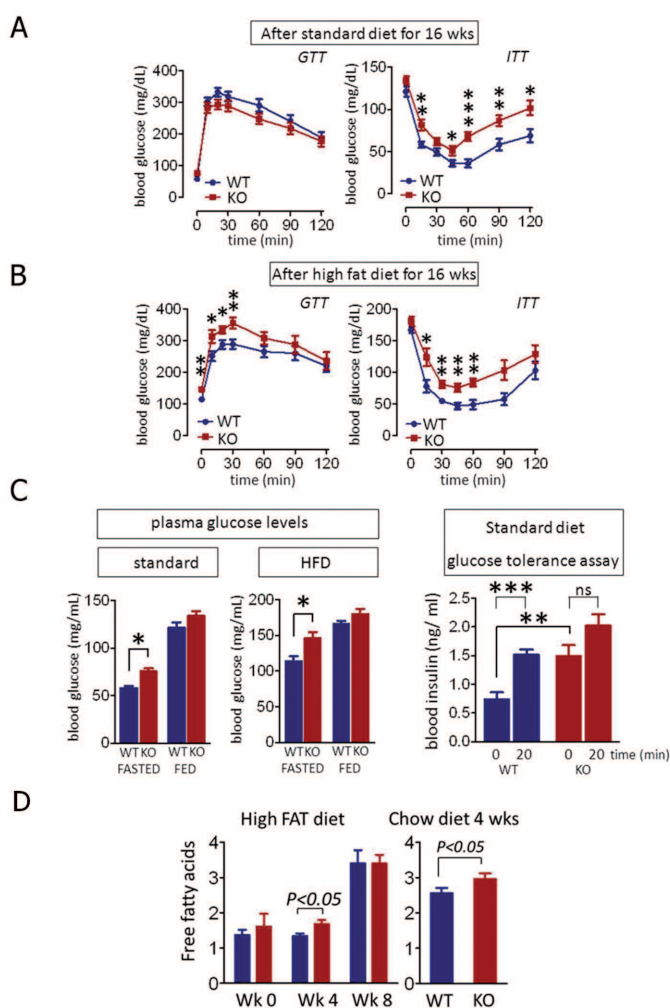 A
After standard diet for 16 wks
GTT
ITT
blood glucose (mg/dL)
400
300
200
100
0
WT
KO
0 30 60 90 120
time (min)
blood glucose (mg/dL)
150
100
50
0
* *
*
* * *
* *
*
WT
KO
0 30 60 90 120
time (min)
B
After high fat diet for 16 wks
GTT
ITT
blood glucose (mg/dL)
400
300
200
100
0
* *
*
*
* *
WT
KO
0 30 60 90 120
time (min)
blood glucose (mg/dL)
200
150
100
50
0
*
* *
* *
* *
WT
KO
0 30 60 90 120
time (min)
C
plasma glucose levels
standard
HFD
Standard diet
glucose tolerance assay
blood glucose (mg/dL)
150
100
50
0
*
WT KO WT KO
FASTED FED
blood glucose (mg/dL)
200
150
100
50
0
*
WT KO WT KO
FASTED FED
blood insulin (ng/ ml)
2.5
2.0
1.5
1.0
0.5
0.0
***
**
ns
0 20 0 20 time (min)
WT KO
D
High FAT diet
Chow diet 4 wks
Free fatty acids
4
3
2
1
0
P<0.05
Wk 0 Wk 4 Wk 8
4
3
2
1
0
P<0.05
WT KO